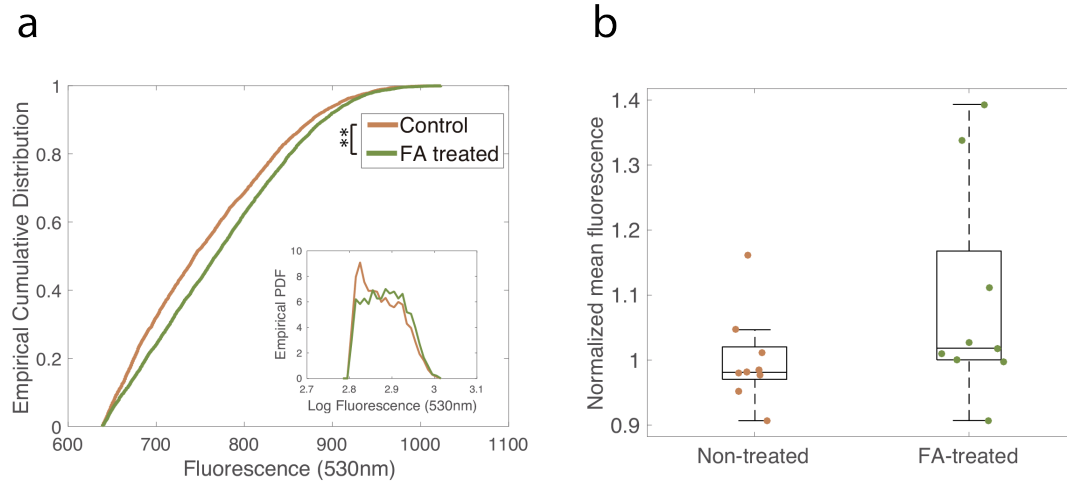 a
Empirical Cumulative Distribution
1
0.8
0.6
0.4
0.2
0
600
700
800
900
1000
1100
Fluorescence (530nm)
**
Control
FA treated
Empirical PDF
10
8
6
4
2
0
2.7
2.8
2.9
3
3.1
Log Fluorescence (530nm)
b
Normalized mean fluorescence
1.4
1.3
1.2
1.1
1
0.9
Non-treated
FA-treated